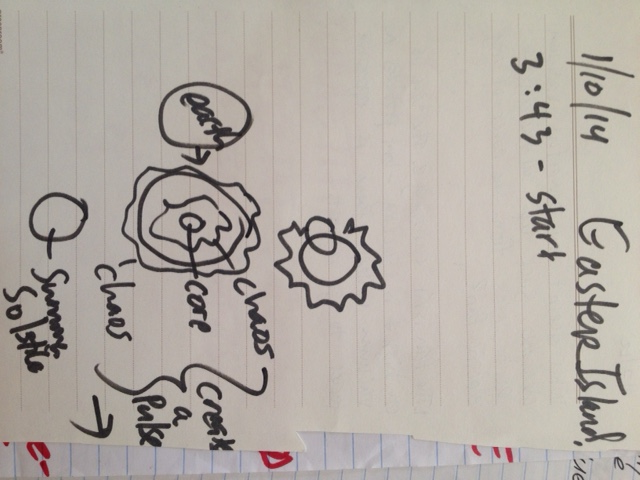 1/10/14 Easter Island,
3:43 - start
earth
chaos
core
chaos
create
a
pulse
Summer
Solstice
E
D
E-